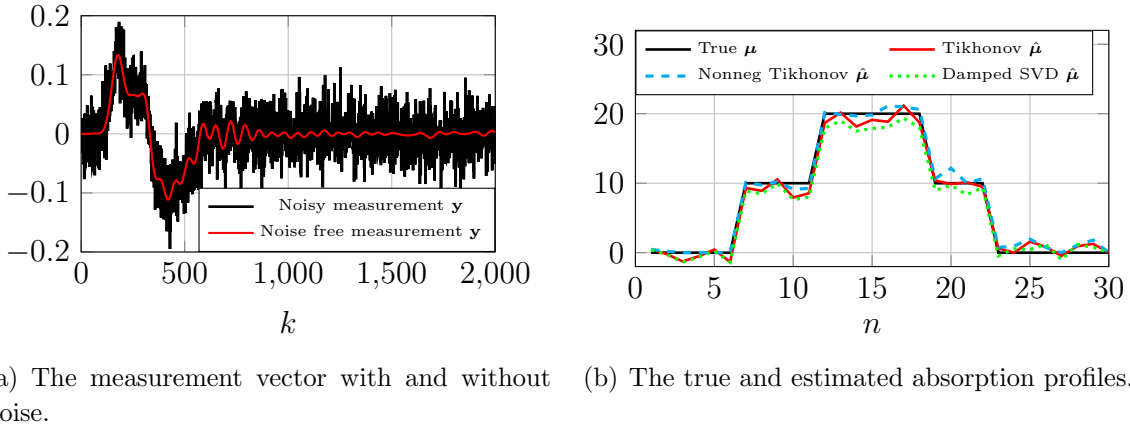 0.2
0.1
0
−0.1
−0.2
Noisy measurement y
Noise free measurement y
0 500 1,000 1,500 2,000
k
a) The measurement vector with and without
oise.
30
20
10
0
True μ
Tikhonov μ̂
Nonneg Tikhonov μ̂
Damped SVD μ̂
0 5 10 15 20 25 30
n
(b) The true and estimated absorption profiles.